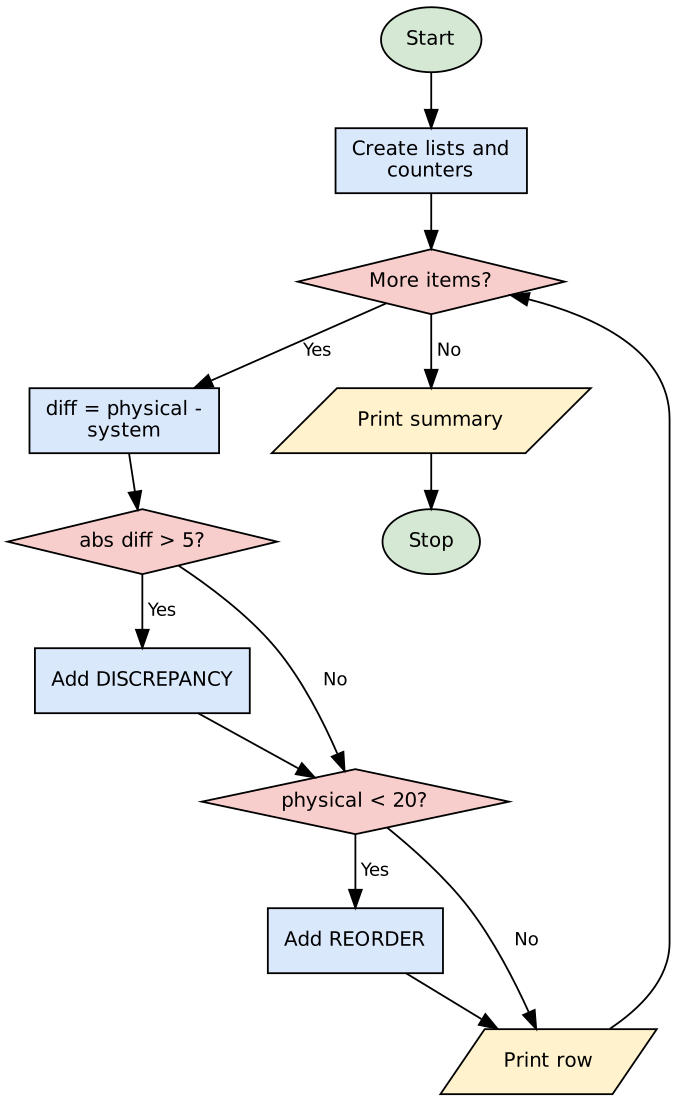 Start
Create lists and
counters
More items?
Yes
No
diff = physical -
system
Print summary
abs diff > 5?
Stop
Yes
Add DISCREPANCY
No
physical < 20?
Yes
Add REORDER
No
Print row